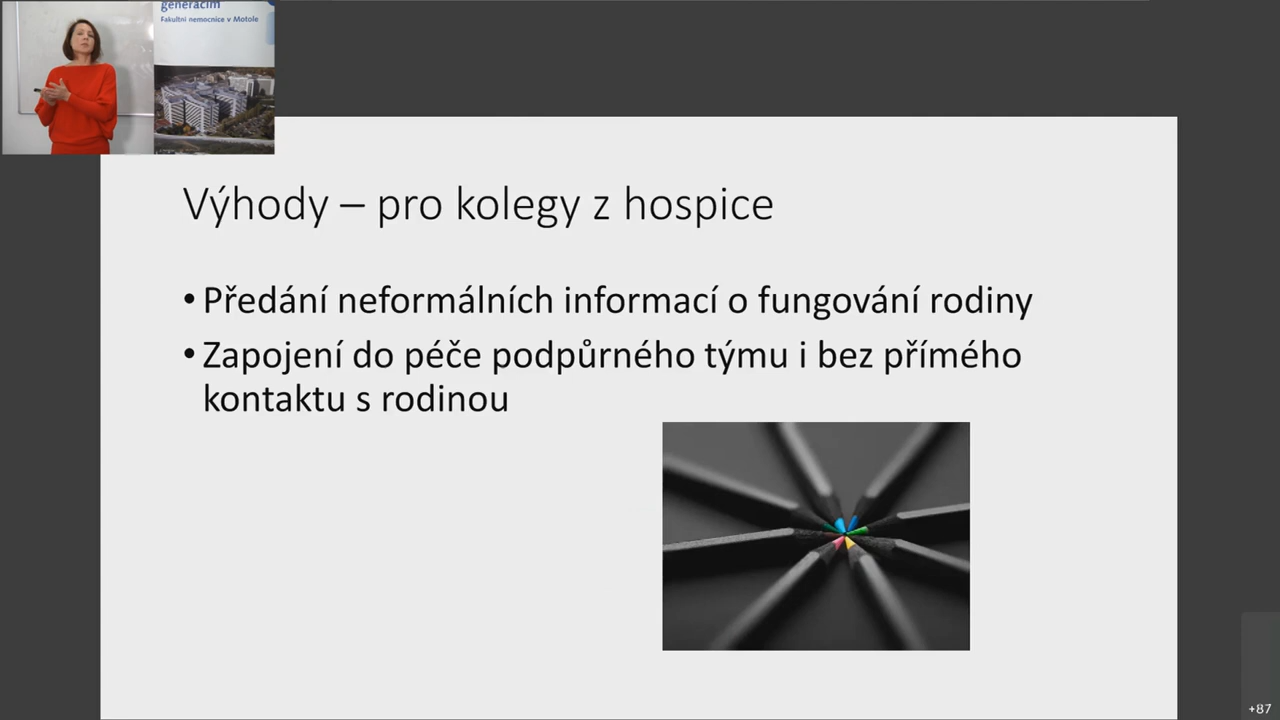 generacím
Fakultní nemocnice v Motole
Výhody – pro kolegy z hospice
• Předání neformálních informací o fungování rodiny
• Zapojení do péče podpůrného týmu i bez přímého
kontaktu s rodinou
+87